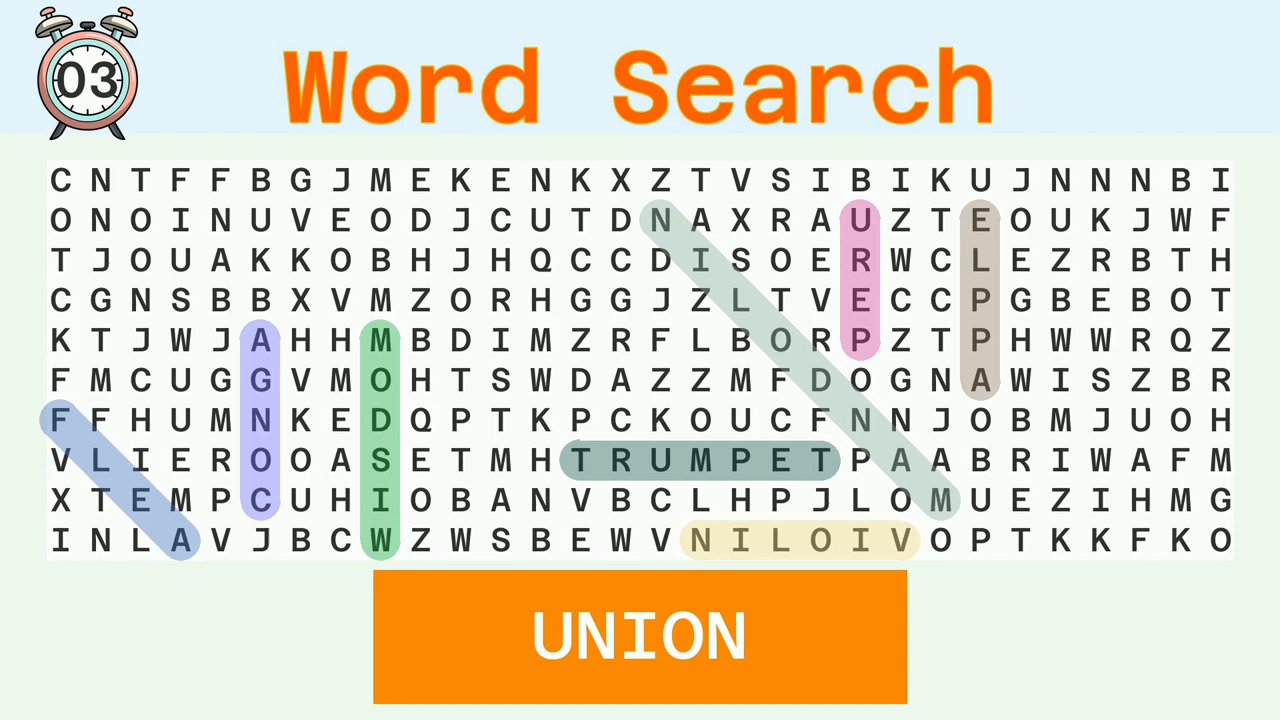 03
Word Search
C N T F F B G J M E K E N K X Z T V S I B I K U J N N N B I
O N O I N U V E O D J C U T D N A X R A U Z T E O U K J W F
T J O U A K K O B H J H Q C C D I S O E R W C L E Z R B T H
C G N S B B X V M Z O R H G G J Z L T V E C C P G B E B O T
K T J W J A H H M B D I M Z R F L B O R P Z T P H W W R Q Z
F M C U G G V M O H T S W D A Z Z M F D O G N A W I S Z B R
F F H U M N K E D Q P T K P C K O U C F N N J O B M J U O H
V L I E R O O A S E T M H T R U M P E T P A A B R I W A F M
X T E M P C U H I O B A N V B C L H P J L O M U E Z I H M G
I N L A V J B C W Z W S B E W V N I L O I V O P T K K F K O
UNION